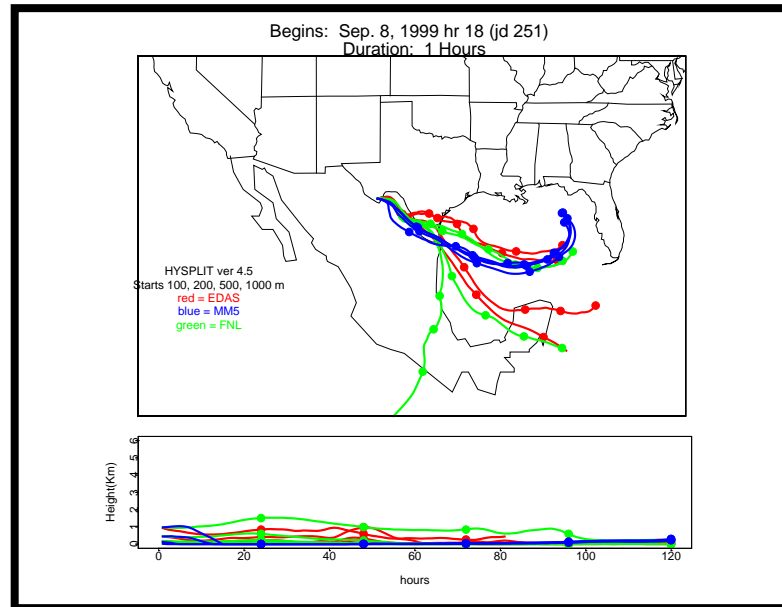 Begins: Sep. 8, 1999 hr 18 (jd 251)
Duration: 1 Hours
HYSPLIT ver 4.5
Starts 100, 200, 500, 1000 m
red = EDAS
blue = MM5
green = FNL
Height(Km)
6
5
4
3
2
1
0
0 20 40 60 80 100 120
hours